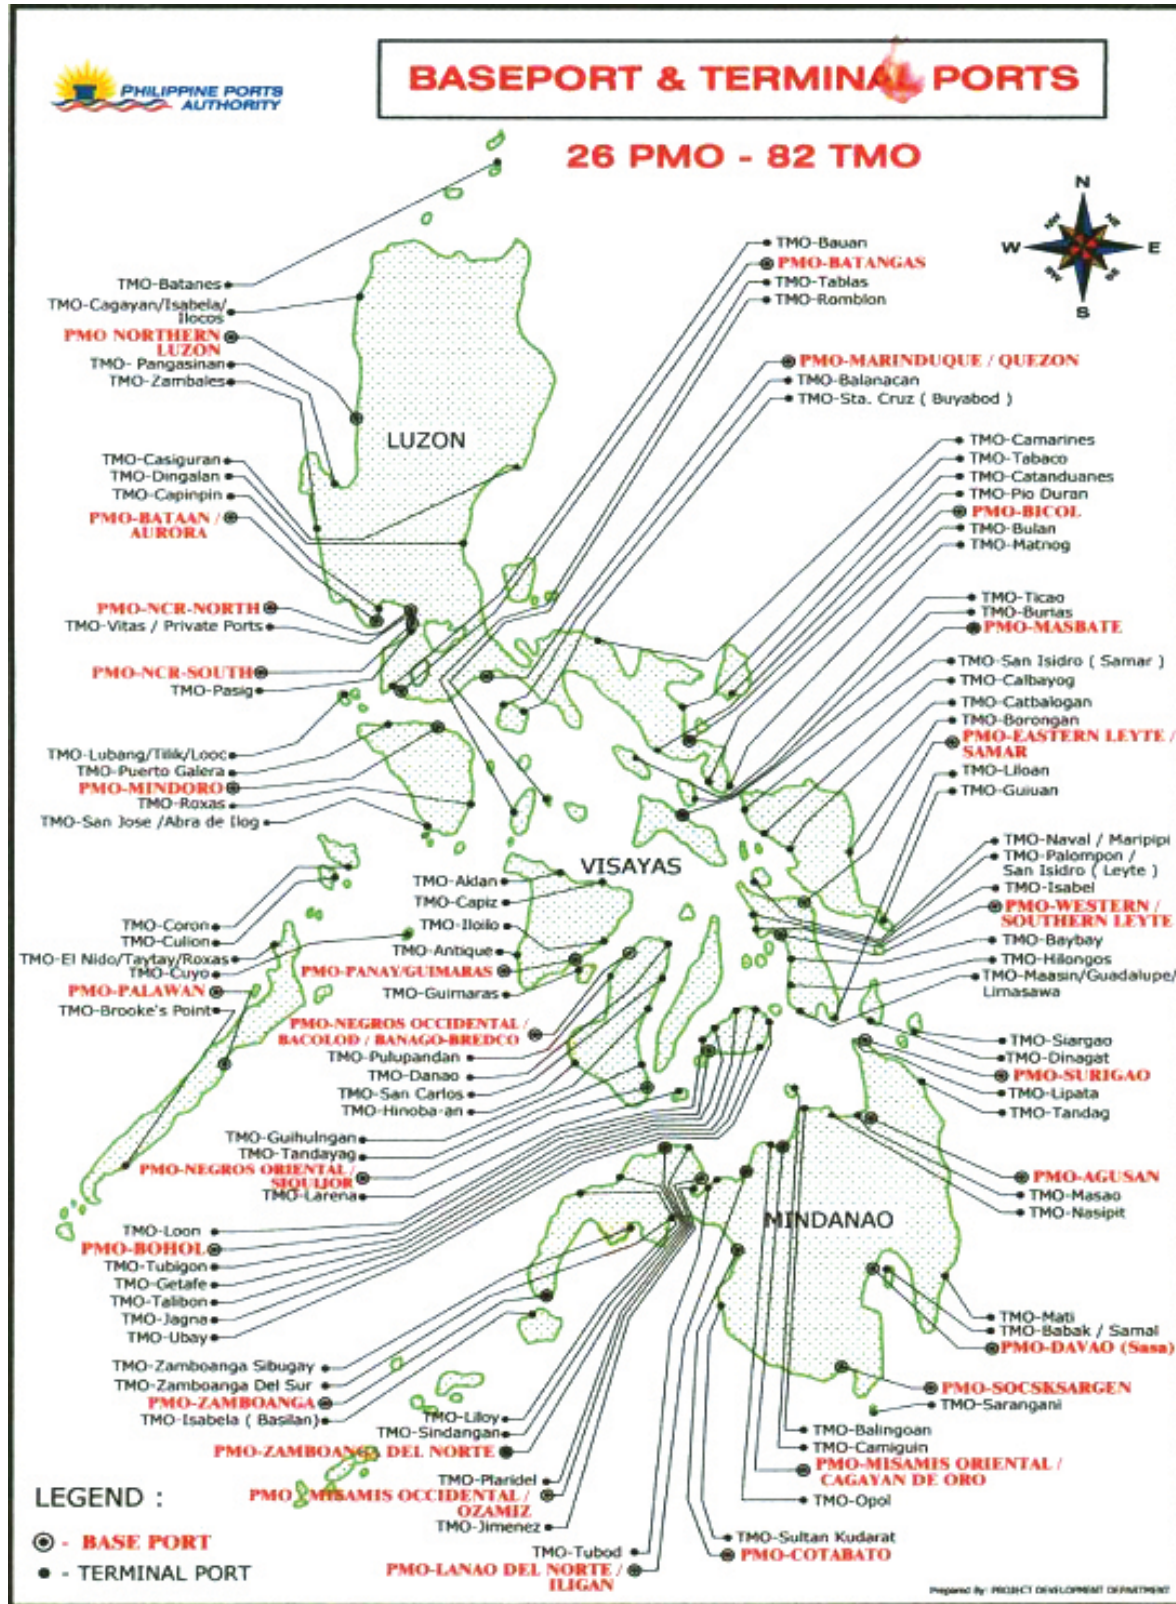 PHILIPPINE PORTS
AUTHORITY
BASEPORT & TERMINAL PORTS
26 PMO - 82 TMO
N
NE
E
SE
S
SW
W
NW
TMO-Batanes
TMO-Cagayan/Isabela/
Ilocos
PMO NORTHERN
LUZON
TMO- Pangasinan
TMO-Zambales
TMO-Casiguran
TMO-Dingalan
TMO-Capinpin
PMO-BATAAN /
AURORA
PMO-NCR-NORTH
TMO-Vitas / Private Ports
PMO-NCR-SOUTH
TMO-Pasig
TMO-Lubang/Tilik/Looc
TMO-Puerto Galera
PMO-MINDORO
TMO-Roxas
TMO-San Jose /Abra de Ilog
TMO-Coron
TMO-Culion
TMO-El Nido/Taytay/Roxas
TMO-Cuyo
PMO-PALAWAN
TMO-Brooke's Point
LUZON
TMO-Bauan
PMO-BATANGAS
TMO-Tablas
TMO-Romblon
PMO-MARINDUQUE / QUEZON
TMO-Balanacan
TMO-Sta. Cruz ( Buyabod )
TMO-Camarines
TMO-Tabaco
TMO-Catanduanes
TMO-Pio Duran
PMO-BICOL
TMO-Bulan
TMO-Matnog
TMO-Ticao
TMO-Burias
PMO-MASBATE
TMO-San Isidro ( Samar )
TMO-Calbayog
TMO-Catbalogan
TMO-Borongan
PMO-EASTERN LEYTE /
SAMAR
TMO-Liloan
TMO-Guiuan
VISAYAS
TMO-Naval / Maripipi
TMO-Palompon /
San Isidro ( Leyte )
TMO-Isabel
PMO-WESTERN /
SOUTHERN LEYTE
TMO-Baybay
TMO-Hilongos
TMO-Maasin/Guadalupe/
Limasawa
TMO-Aklan
TMO-Capiz
TMO-Iloilo
TMO-Antique
PMO-PANAY/GUIMARAS
TMO-Guimaras
PMO-NEGROS OCCIDENTAL /
BACOLOD / BANAGO-BREDCO
TMO-Pulupandan
TMO-Danao
TMO-San Carlos
TMO-Hinoba-an
TMO-Guihulngan
TMO-Tandayag
PMO-NEGROS ORIENTAL /
SIQUIJOR
TMO-Larena
TMO-Siargao
TMO-Dinagat
PMO-SURIGAO
TMO-Lipata
TMO-Tandag
PMO-AGUSAN
TMO-Masao
TMO-Nasipit
MINDANAO
TMO-Loon
PMO-BOHOL
TMO-Tubigon
TMO-Getafe
TMO-Talibon
TMO-Jagna
TMO-Ubay
TMO-Zamboanga Sibugay
TMO-Zamboanga Del Sur
PMO-ZAMBOANGA
TMO-Isabela ( Basilan)
TMO-Mati
TMO-Babak / Samal
PMO-DAVAO (Sasa)
PMO-SOCSKSARGEN
TMO-Sarangani
TMO-Liloy
TMO-Sindangan
PMO-ZAMBOANGA DEL NORTE
TMO-Plaridel
PMO - MISAMIS OCCIDENTAL /
OZAMIZ
TMO-Jimenez
TMO-Tubod
PMO-LANAO DEL NORTE /
ILIGAN
TMO-Balingoan
TMO-Camiguin
PMO-MISAMIS ORIENTAL /
CAGAYAN DE ORO
TMO-Opol
TMO-Sultan Kudarat
PMO-COTABATO
LEGEND :
- BASE PORT
- TERMINAL PORT
Prepared By: PROJECT DEVELOPMENT DEPARTMENT